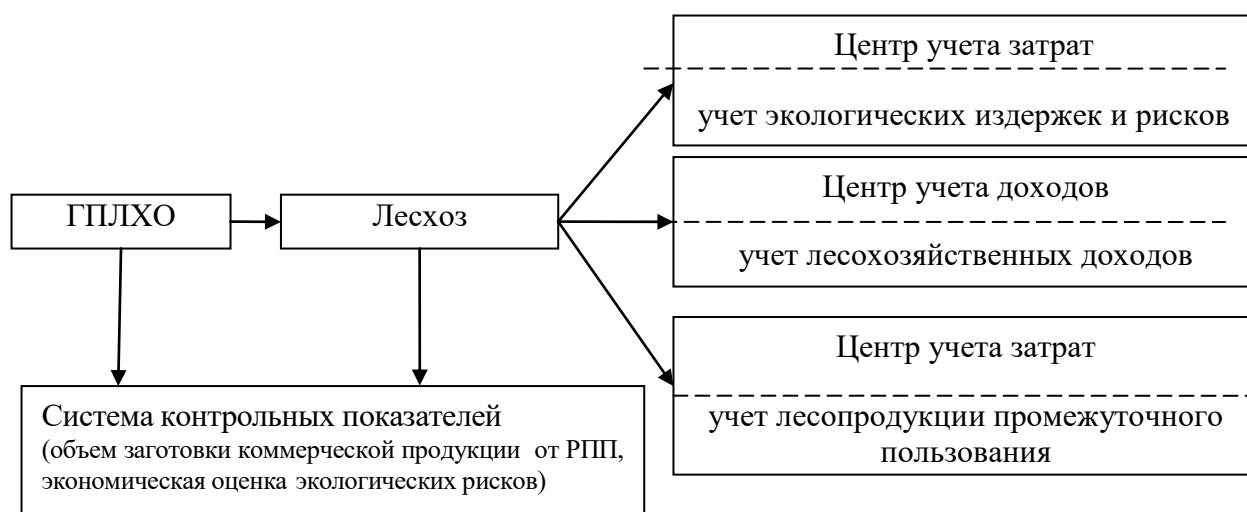 Центр учета затрат
учет экологических издержек и рисков
Центр учета доходов
учет лесохозяйственных доходов
ГПЛХО
Лесхоз
Центр учета затрат
учет лесопродукции промежуточного
пользования
Система контрольных показателей
(объем заготовки коммерческой продукции от РПП,
экономическая оценка экологических рисков)